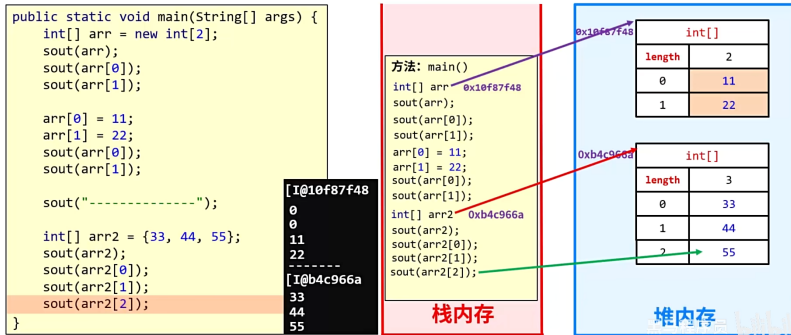 public static void main(String[] args) {
int[] arr = new int[2];
sout(arr);
sout(arr[0]);
sout(arr[1]);
arr[0] = 11;
arr[1] = 22;
sout(arr[0]);
sout(arr[1]);
sout("--------------");
int[] arr2 = {33, 44, 55};
sout(arr2);
sout(arr2[0]);
sout(arr2[1]);
sout(arr2[2]);
}
[I@10f87f48
0
0
11
22
-------
[I@b4c966a
33
44
55
方法: main()
int[] arr 0x10f87f48
sout(arr);
sout(arr[0]);
sout(arr[1]);
arr[0] = 11;
arr[1] = 22;
sout(arr[0]);
sout(arr[1]);
int[] arr2 0xb4c966a
sout(arr2);
sout(arr2[0]);
sout(arr2[1]);
sout(arr2[2]);
栈内存
0x10f87f48
int[]
length 2
0 11
1 22
0xb4c966a
int[]
length 3
0 33
1 44
2 55
堆内存